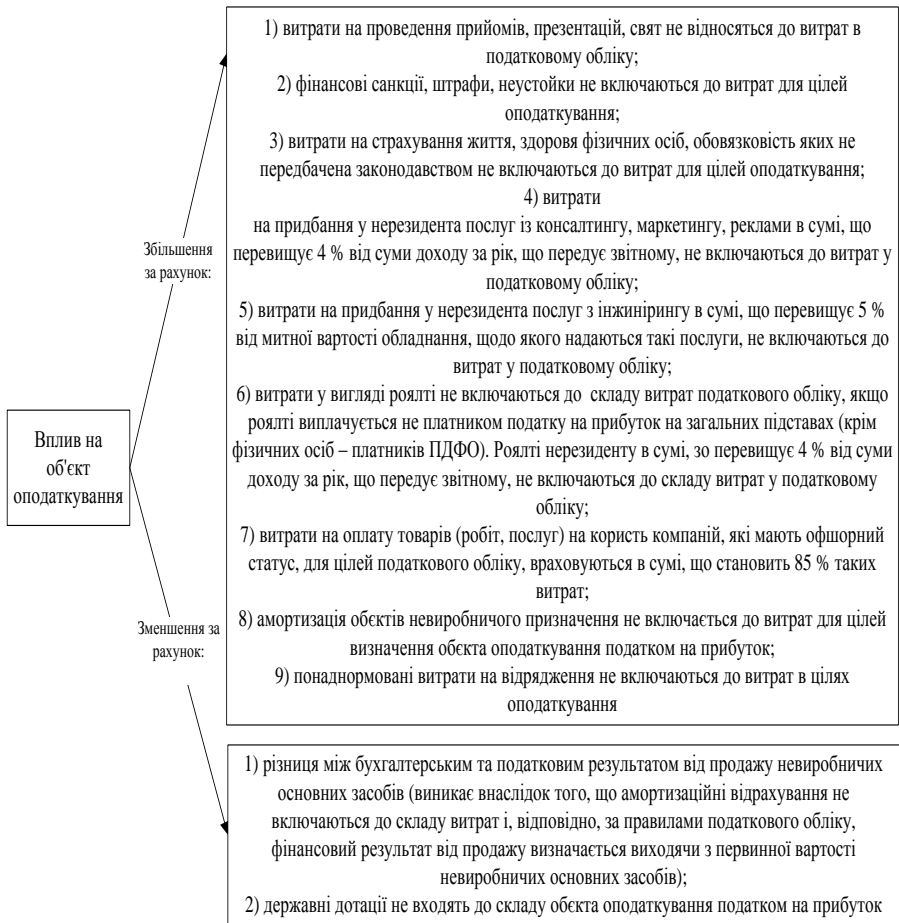 Вплив на
об'єкт
оподаткування
Збільшення
за рахунок:
1) витрати на проведення прийомів, презентацій, свят не відносяться до витрат в
податковому обліку;
2) фінансові санкції, штрафи, неустойки не включаються до витрат для цілей
оподаткування;
3) витрати на страхування життя, здоровя фізичних осіб, обовязковість яких не
передбачена законодавством не включаються до витрат для цілей оподаткування;
4) витрати
на придбання у нерезидента послуг із консалтингу, маркетингу, реклами в сумі, що
перевищує 4 % від суми доходу за рік, що передує звітному, не включаються до витрат у
податковому обліку;
5) витрати на придбання у нерезидента послуг з інжинірингу в сумі, що перевищує 5 %
від митної вартості обладнання, щодо якого надаються такі послуги, не включаються до
витрат у податковому обліку;
6) витрати у вигляді роялті не включаються до складу витрат податкового обліку, якщо
роялті виплачується не платником податку на прибуток на загальних підставах (крім
фізичних осіб – платників ПДФО). Роялті нерезиденту в сумі, зо перевищує 4 % від суми
доходу за рік, що передує звітному, не включаються до складу витрат у податковому
обліку;
7) витрати на оплату товарів (робіт, послуг) на користь компаній, які мають офшорний
статус, для цілей податкового обліку, враховуються в сумі, що становить 85 % таких
витрат;
8) амортизація обєктів невиробничого призначення не включається до витрат для цілей
визначення обєкта оподаткування податком на прибуток;
9) понаднормовані витрати на відрядження не включаються до витрат в цілях
оподаткування
Зменшення за
рахунок:
1) різниця між бухгалтерським та податковим результатом від продажу невиробничих
основних засобів (виникає внаслідок того, що амортизаційні відрахування не
включаються до складу витрат і, відповідно, за правилами податкового обліку,
фінансовий результат від продажу визначається виходячи з первинної вартості
невиробничих основних засобів);
2) державні дотації не входять до складу обєкта оподаткування податком на прибуток